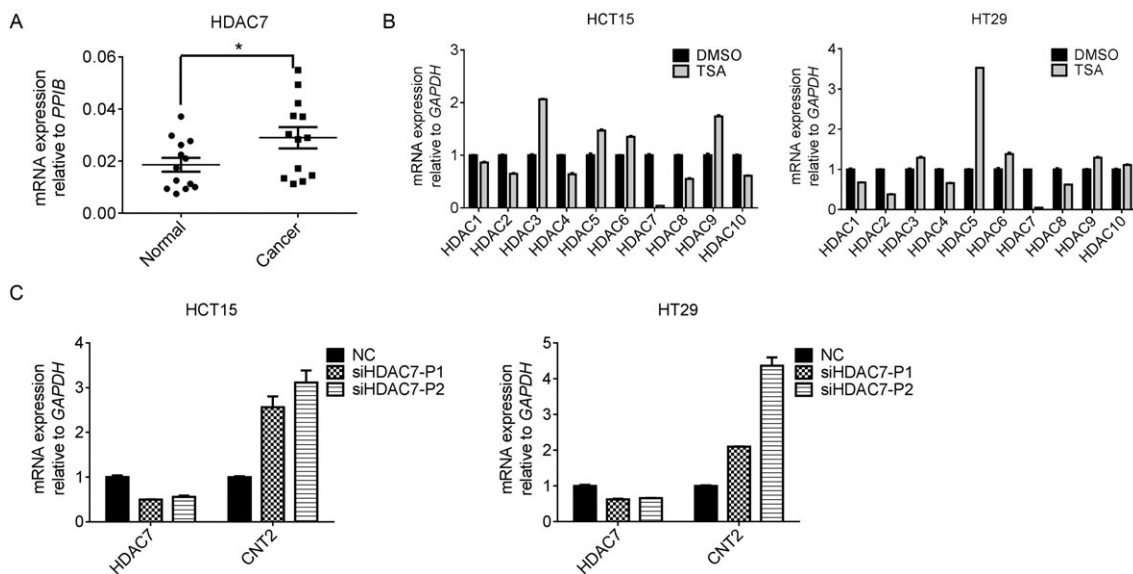 A
HDAC7
*
mRNA expression
relative to PPIB
0.06
0.04
0.02
0.00
Normal
Cancer
B
HCT15
DMSO
TSA
mRNA expression
relative to GAPDH
3
2
1
0
HDAC1
HDAC2
HDAC3
HDAC4
HDAC5
HDAC6
HDAC7
HDAC8
HDAC9
HDAC10
HT29
DMSO
TSA
mRNA expression
relative to GAPDH
4
3
2
1
0
HDAC1
HDAC2
HDAC3
HDAC4
HDAC5
HDAC6
HDAC7
HDAC8
HDAC9
HDAC10
C
HCT15
NC
siHDAC7-P1
siHDAC7-P2
mRNA expression
relative to GAPDH
4
3
2
1
0
HDAC7
CNT2
HT29
NC
siHDAC7-P1
siHDAC7-P2
mRNA expression
relative to GAPDH
5
4
3
2
1
0
HDAC7
CNT2